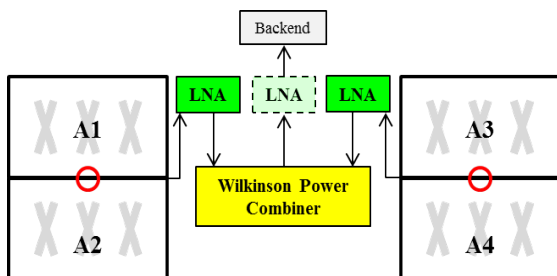 Backend
LNA
LNA
LNA
A1
A3
Wilkinson Power
Combiner
A2
A4